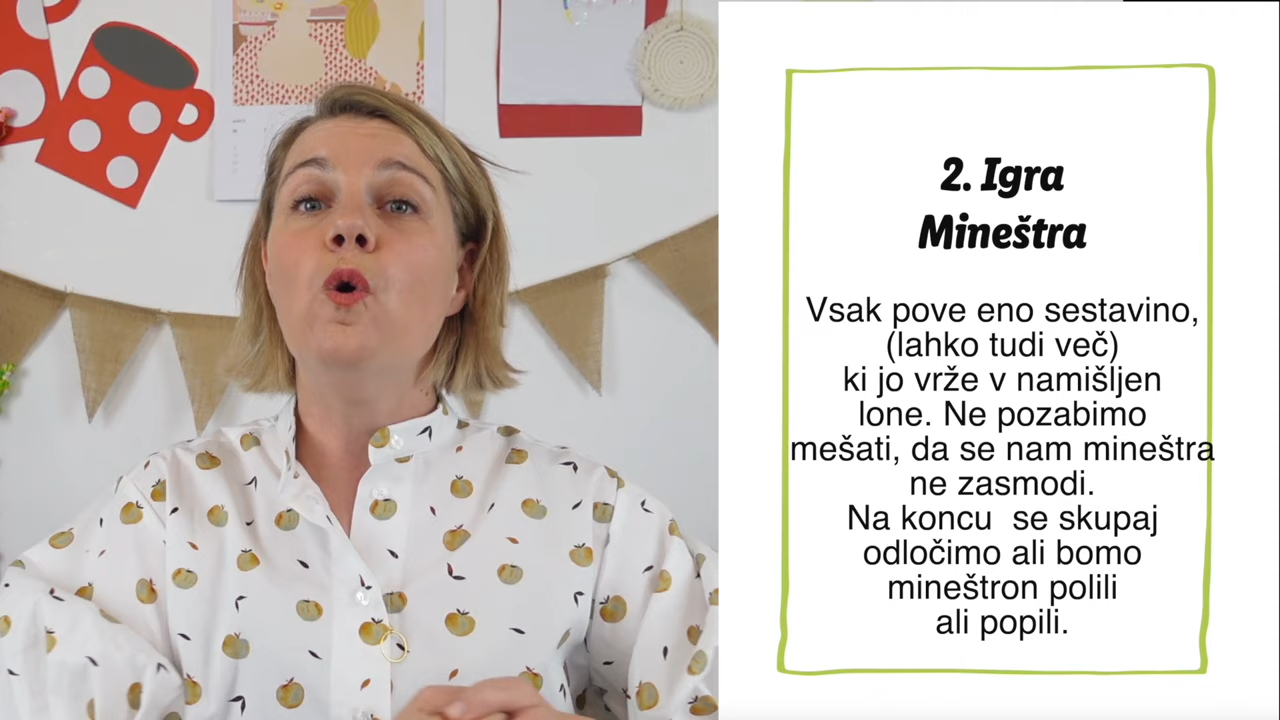 2. Igra
Mineštra
Vsak pove eno sestavino,
(lahko tudi več)
ki jo vrže v namišljen
lone. Ne pozabimo
mešati, da se nam mineštra
ne zasmodi.
Na koncu  se skupaj
odločimo ali bomo
mineštron polili
ali popili.